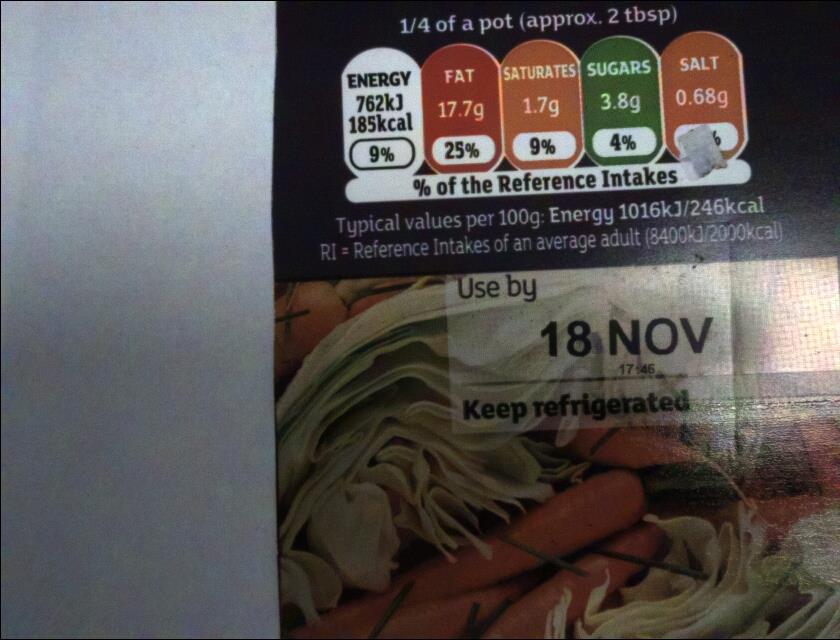 1/4 of a pot (approx. 2 tbsp)
ENERGY FAT SATURATES SUGARS SALT
762kJ 17.7g 1.7g 3.8g 0.68g
185kcal
9% 25% 9% 4% %
% of the Reference Intakes
Typical values per 100g: Energy 1016kJ/246kcal
RI = Reference Intakes of an average adult (8400kJ/2000kcal)
Use by
18 NOV
17:46
Keep refrigerated